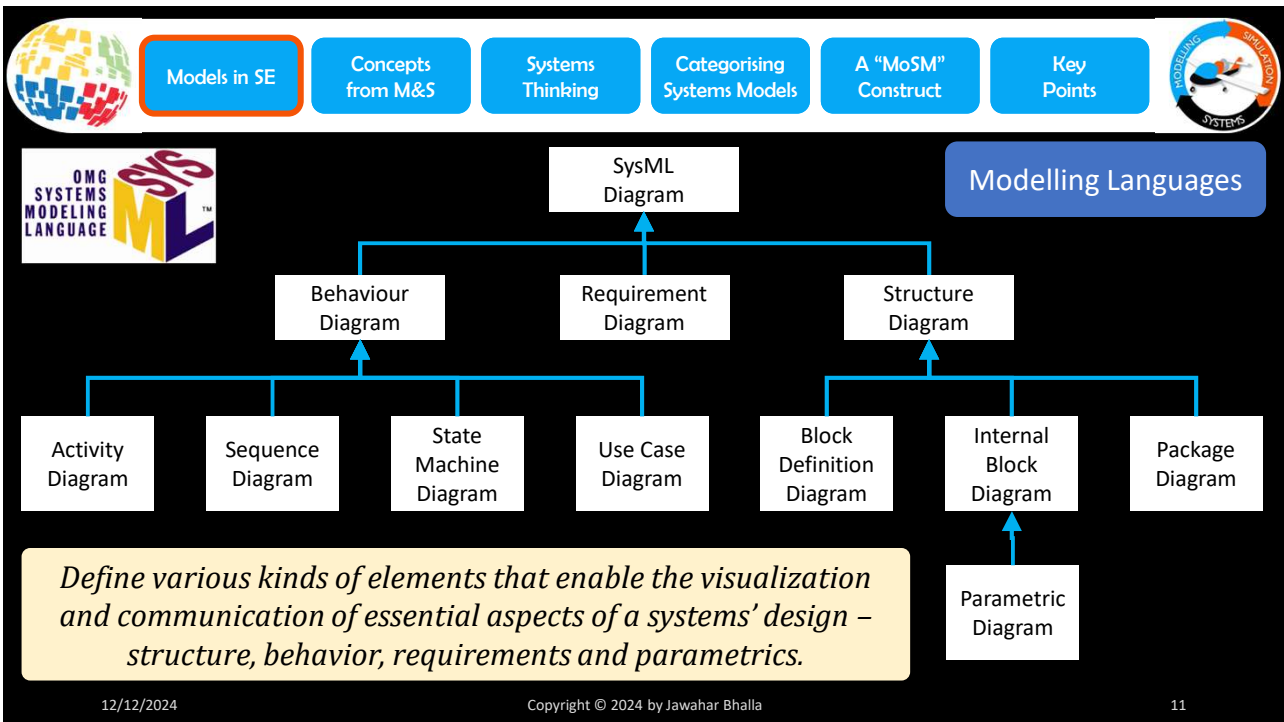 Models in SE
Concepts
from M&S
Systems
Thinking
Categorising
Systems Models
A “MoSM”
Construct
Key
Points
MODELLING
SIMULATION
SYSTEMS
OMG
SYSTEMS
MODELING
LANGUAGE
SYS
ML
TM
SysML
Diagram
Modelling Languages
Behaviour
Diagram
Requirement
Diagram
Structure
Diagram
Activity
Diagram
Sequence
Diagram
State
Machine
Diagram
Use Case
Diagram
Block
Definition
Diagram
Internal
Block
Diagram
Package
Diagram
Parametric
Diagram
Define various kinds of elements that enable the visualization
and communication of essential aspects of a systems’ design –
structure, behavior, requirements and parametrics.
12/12/2024
Copyright © 2024 by Jawahar Bhalla
11